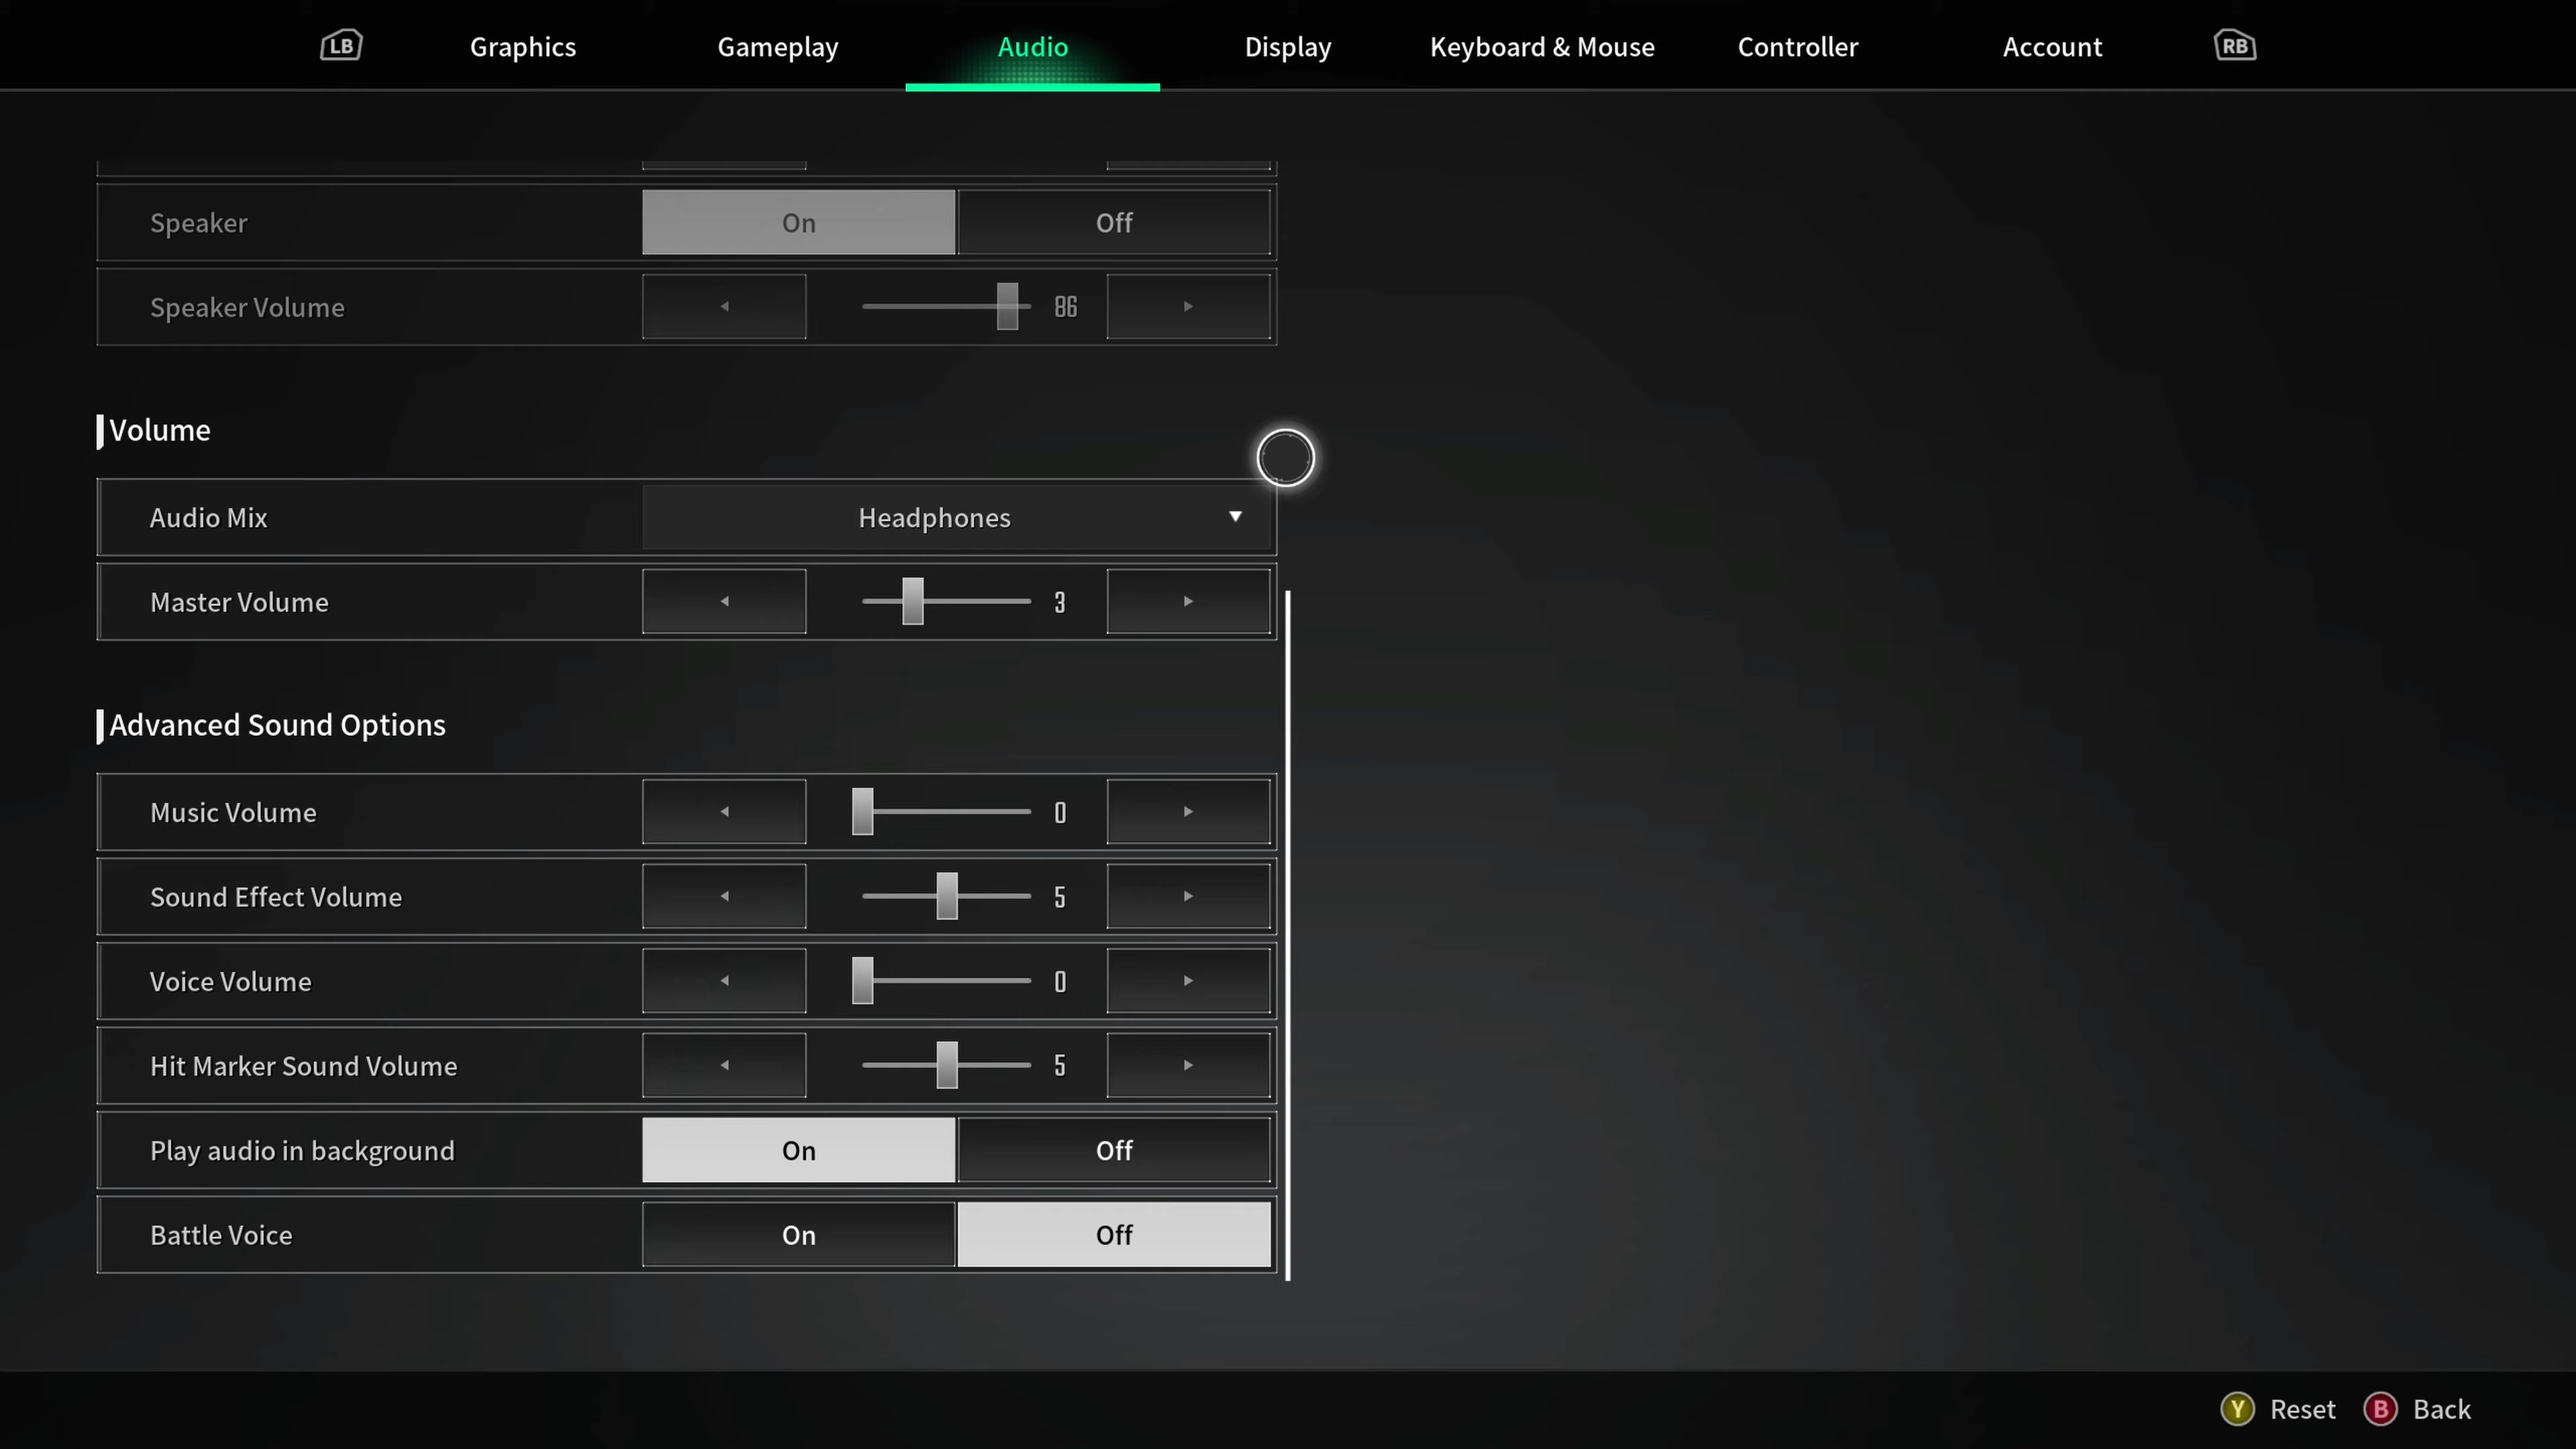 LB Graphics Gameplay Audio Display Keyboard & Mouse Controller Account RB
Speaker On Off
Speaker Volume 86
Volume
Audio Mix Headphones
Master Volume 3
Advanced Sound Options
Music Volume 0
Sound Effect Volume 5
Voice Volume 0
Hit Marker Sound Volume 5
Play audio in background On Off
Battle Voice On Off
Y Reset B Back